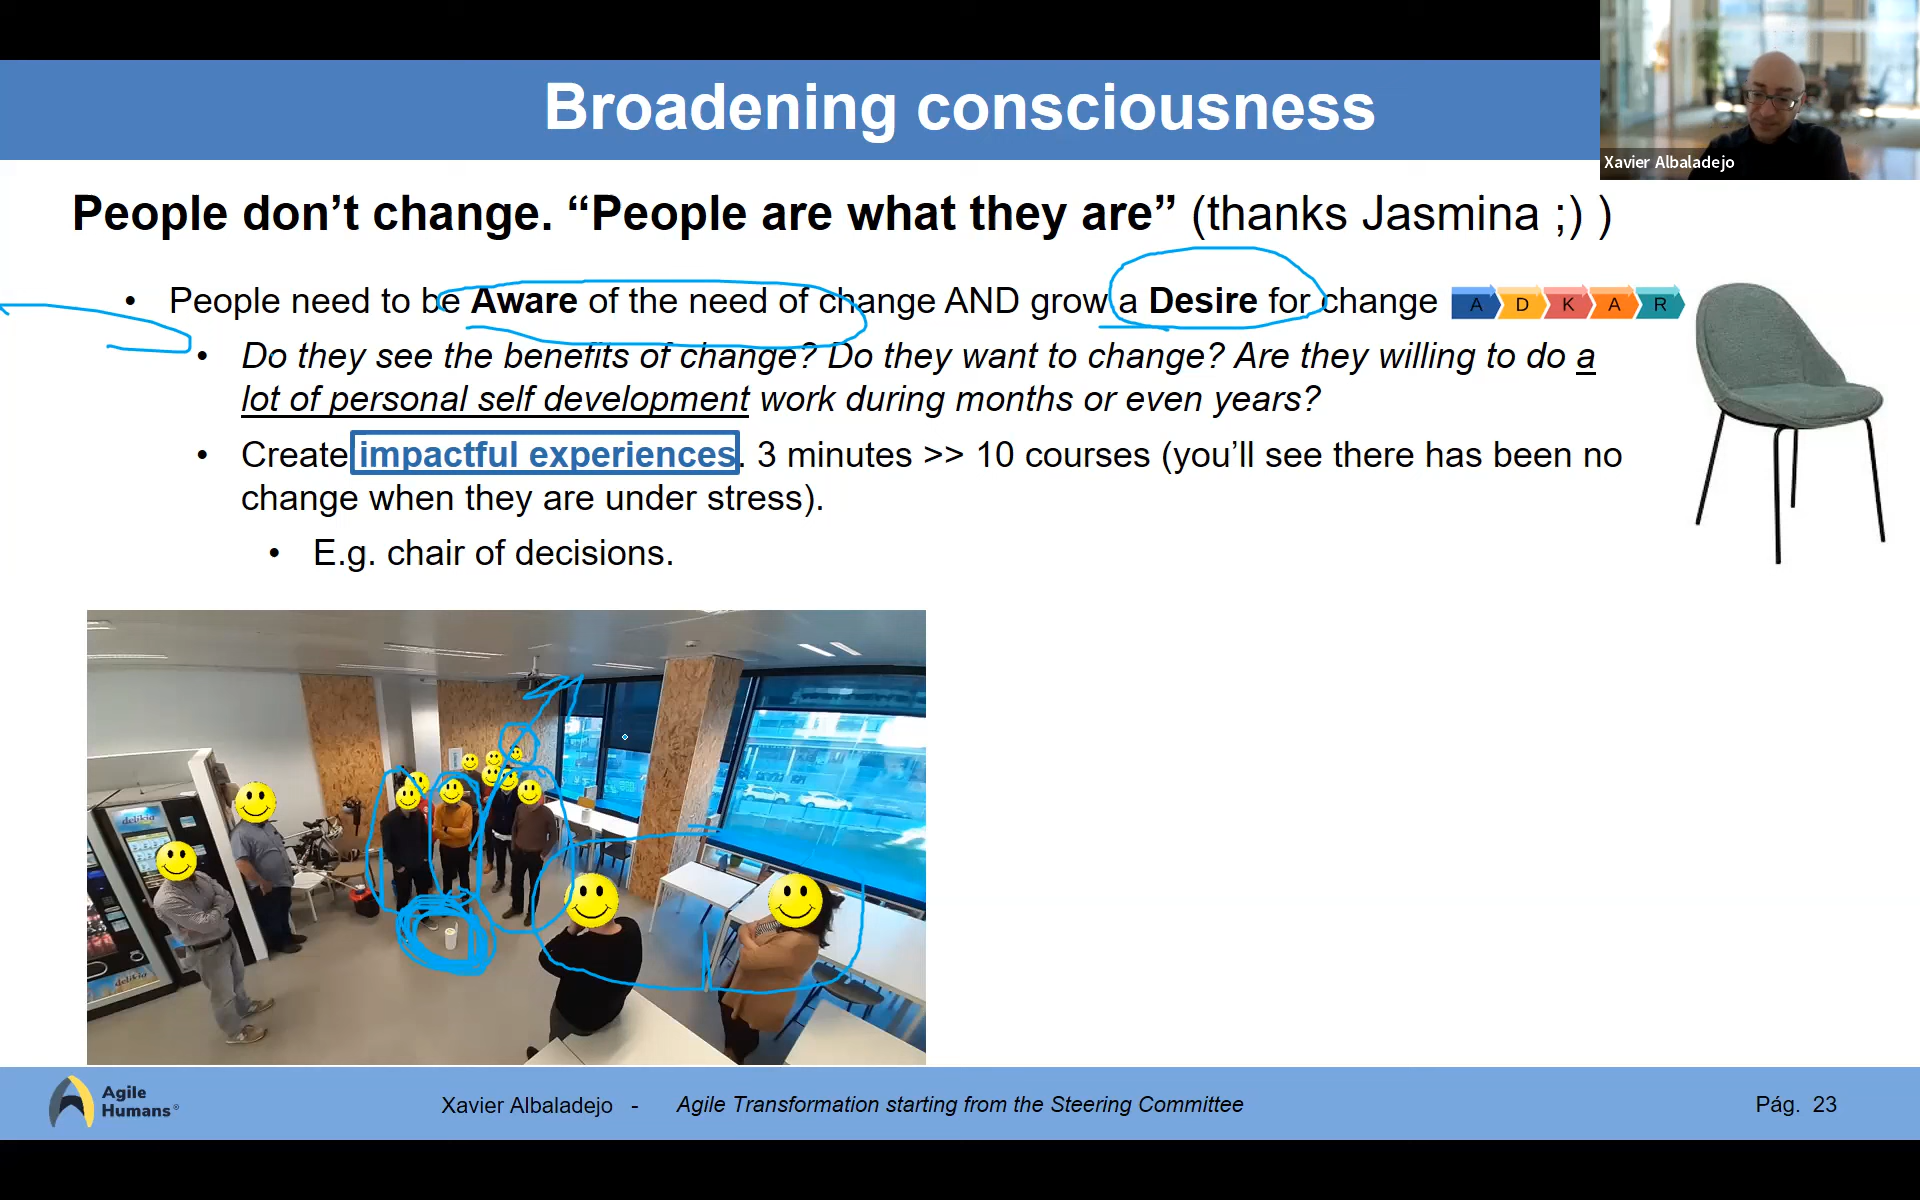 Broadening consciousness
Xavier Albaladejo
People don’t change. “People are what they are” (thanks Jasmina ;) )
• People need to be Aware of the need of change AND grow a Desire for change
A D K A R
• Do they see the benefits of change? Do they want to change? Are they willing to do a
lot of personal self development work during months or even years?
• Create impactful experiences. 3 minutes >> 10 courses (you’ll see there has been no
change when they are under stress).
• E.g. chair of decisions.
delikia
delikia
Agile
Humans®
Xavier Albaladejo - Agile Transformation starting from the Steering Committee
Pág. 23